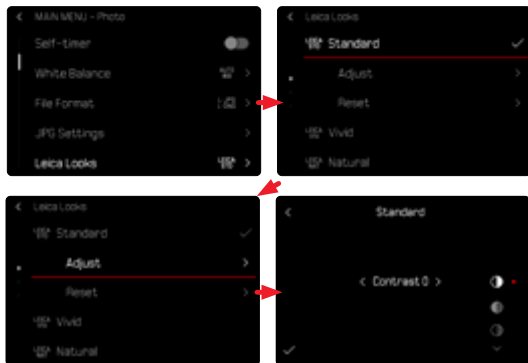 MAIN MENU - Photo
Self-timer
White Balance
File Format
JPG Settings
Leica Looks
Leica Looks
Standard
Adjust
Reset
Vivid
Natural
Leica Looks
Standard
Adjust
Reset
Vivid
Natural
Standard
Contrast 0